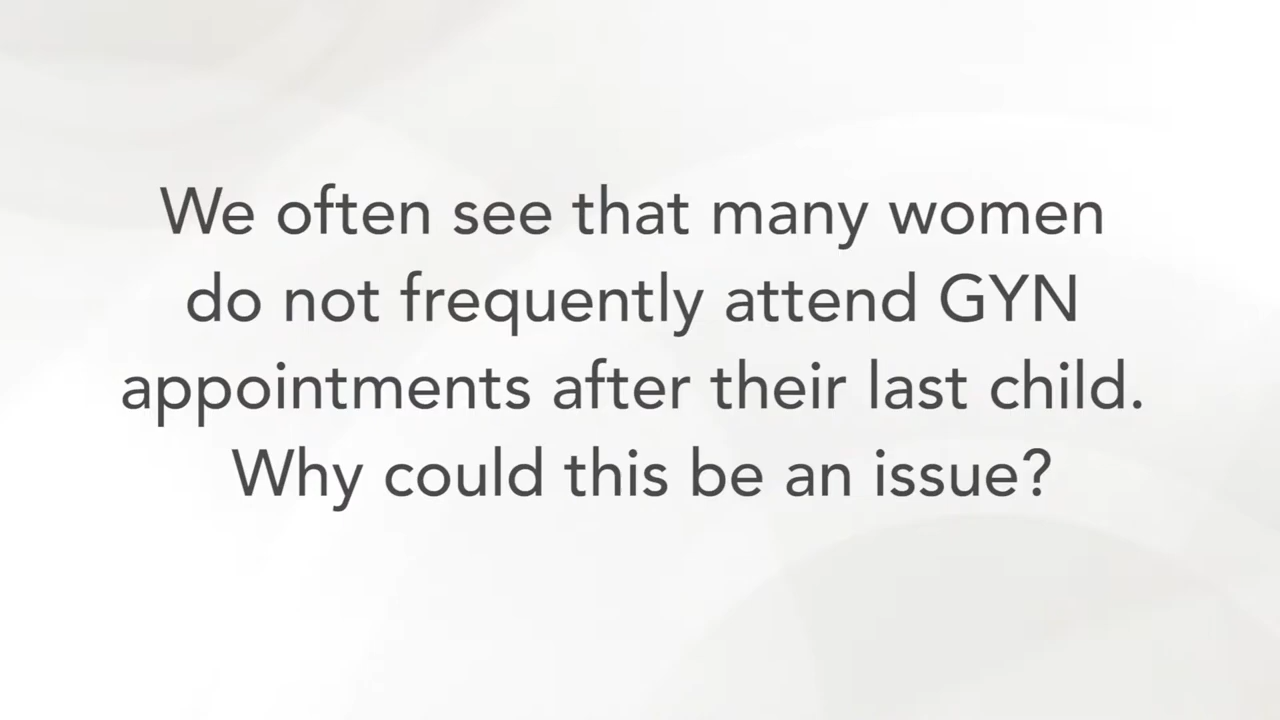 We often see that many women
do not frequently attend GYN
appointments after their last child.
Why could this be an issue?